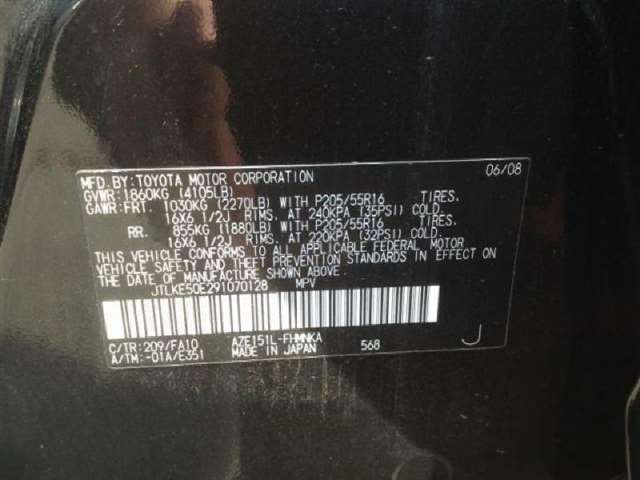 MFD. BY: TOYOTA MOTOR CORPORATION 06/08
GVWR: 1860KG (4105LB)
GAWR: FRT. 1030KG (2270LB) WITH P205/55R16 TIRES.
16X6 1/2J RIMS. AT 240KPA (35PSI) COLD.
RR. 855KG (1880LB) WITH P205/55R16 TIRES.
16X6 1/2J RIMS. AT 220KPA (32PSI) COLD.
THIS VEHICLE CONFORMS TO ALL APPLICABLE FEDERAL MOTOR
VEHICLE SAFETY AND THEFT PREVENTION STANDARDS IN EFFECT ON
THE DATE OF MANUFACTURE SHOWN ABOVE.
JTLKE50E291070128 MPV
C/TR: 209/FA10 AZE151L-FHMNKA J
A/TM: -01A/E351 MADE IN JAPAN 568